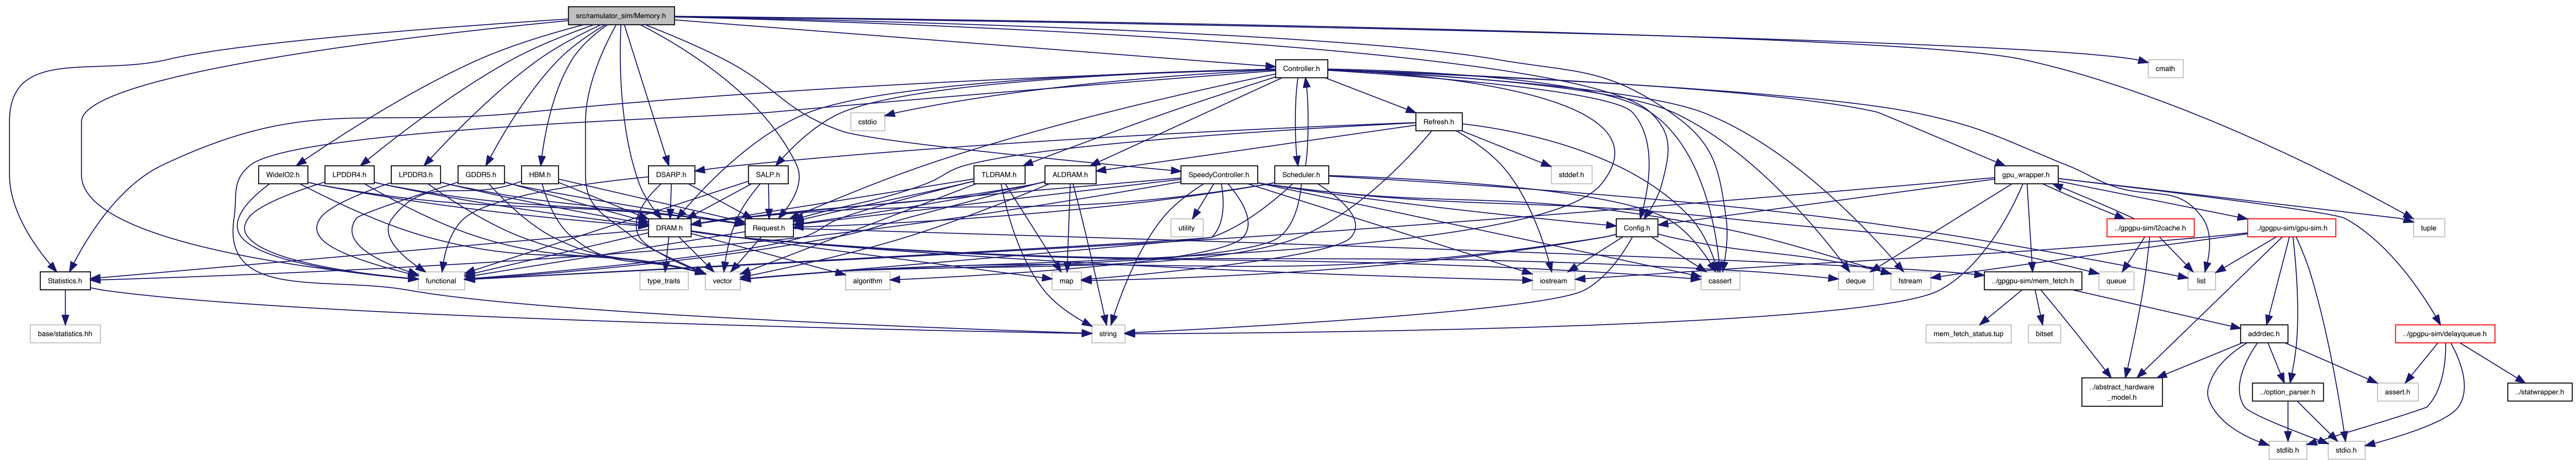 src/ramulator_sim/Memory.h
Controller.h
cmath
cstdio
Refresh.h
WideIO2.h
LPDDR4.h
LPDDR3.h
GDDR5.h
HBM.h
DSARP.h
SALP.h
TLDRAM.h
ALDRAM.h
SpeedyController.h
Scheduler.h
stddef.h
gpu_wrapper.h
DRAM.h
Request.h
utility
Config.h
../gpgpu-sim/l2cache.h
../gpgpu-sim/gpu-sim.h
tuple
Statistics.h
functional
type_traits
vector
algorithm
map
iostream
cassert
deque
fstream
../gpgpu-sim/mem_fetch.h
queue
list
base/statistics.hh
string
mem_fetch_status.tup
bitset
addrdec.h
../gpgpu-sim/delayqueue.h
../abstract_hardware
_model.h
../option_parser.h
assert.h
../statwrapper.h
stdlib.h
stdio.h